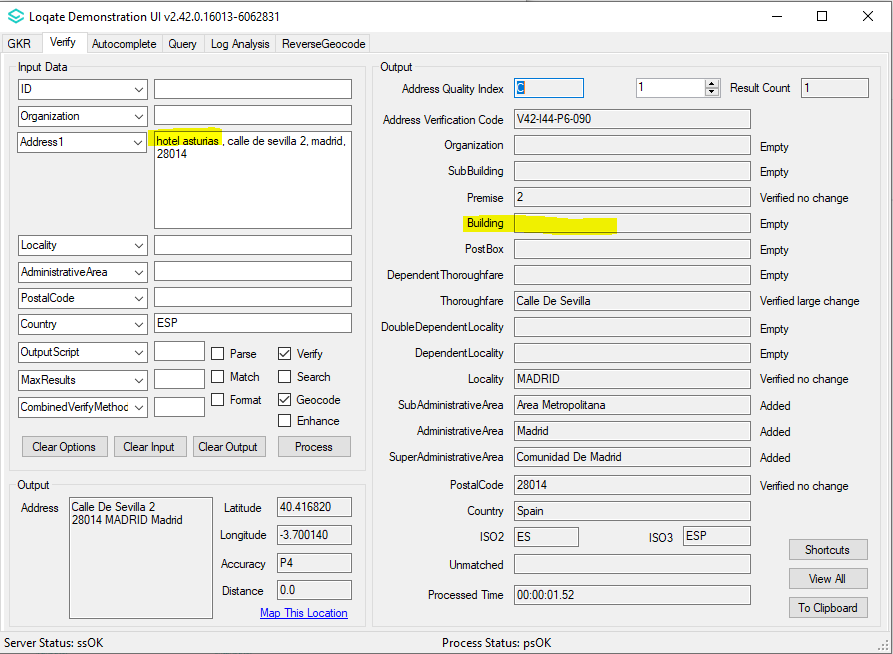 Loqate Demonstration UI v2.42.0.16013-6062831
GKR Verify Autocomplete Query Log Analysis ReverseGeocode
Input Data
ID
Organization
Address1 hotel asturias , calle de sevilla 2, madrid,
28014
Locality
AdministrativeArea
PostalCode
Country ESP
OutputScript Parse Verify
MaxResults Match Search
CombinedVerifyMethoc Format Geocode
Enhance
Clear Options Clear Input Clear Output Process
Output
Address Calle De Sevilla 2
28014 MADRID Madrid
Latitude 40.416820
Longitude -3.700140
Accuracy P4
Distance 0.0
Map This Location
Output
Address Quality Index C 1 Result Count 1
Address Verification Code V42-I44-P6-090
Organization Empty
SubBuilding Empty
Premise 2 Verified no change
Building Empty
PostBox Empty
DependentThoroughfare Empty
Thoroughfare Calle De Sevilla Verified large change
DoubleDependentLocality Empty
DependentLocality Empty
Locality MADRID Verified no change
SubAdministrativeArea Area Metropolitana Added
AdministrativeArea Madrid Added
SuperAdministrativeArea Comunidad De Madrid Added
PostalCode 28014 Verified no change
Country Spain
ISO2 ES ISO3 ESP
Unmatched
Processed Time 00:00:01.52
Shortcuts
View All
To Clipboard
Server Status: ssOK Process Status: psOK